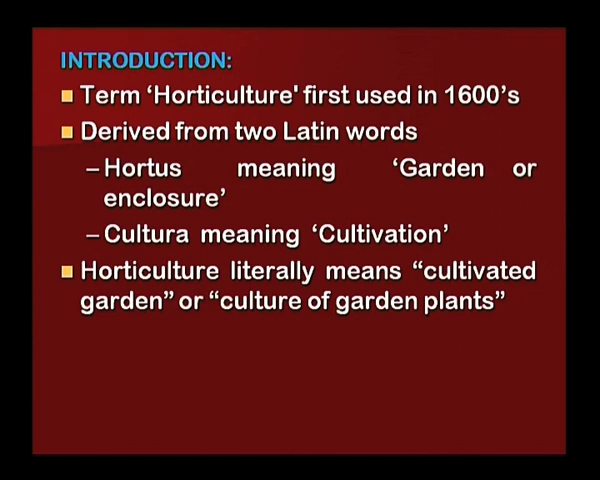 INTRODUCTION:
Term ‘Horticulture' first used in 1600’s
Derived from two Latin words
– Hortus meaning ‘Garden or
enclosure’
– Cultura meaning ‘Cultivation’
Horticulture literally means “cultivated
garden” or “culture of garden plants”